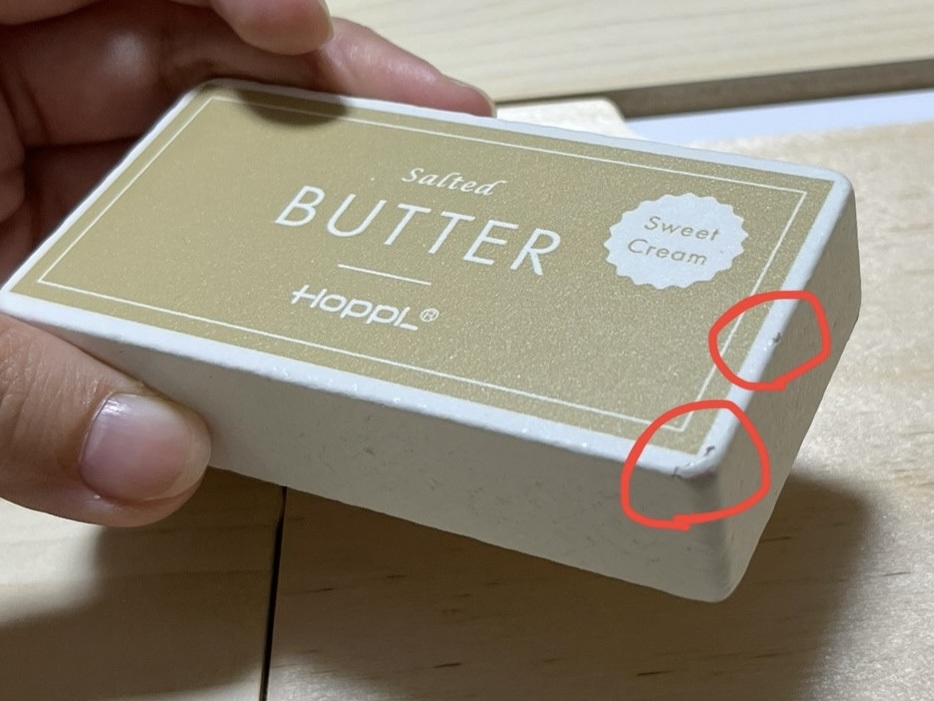 Salted
BUTTER
HOPPL®
Sweet
Cream